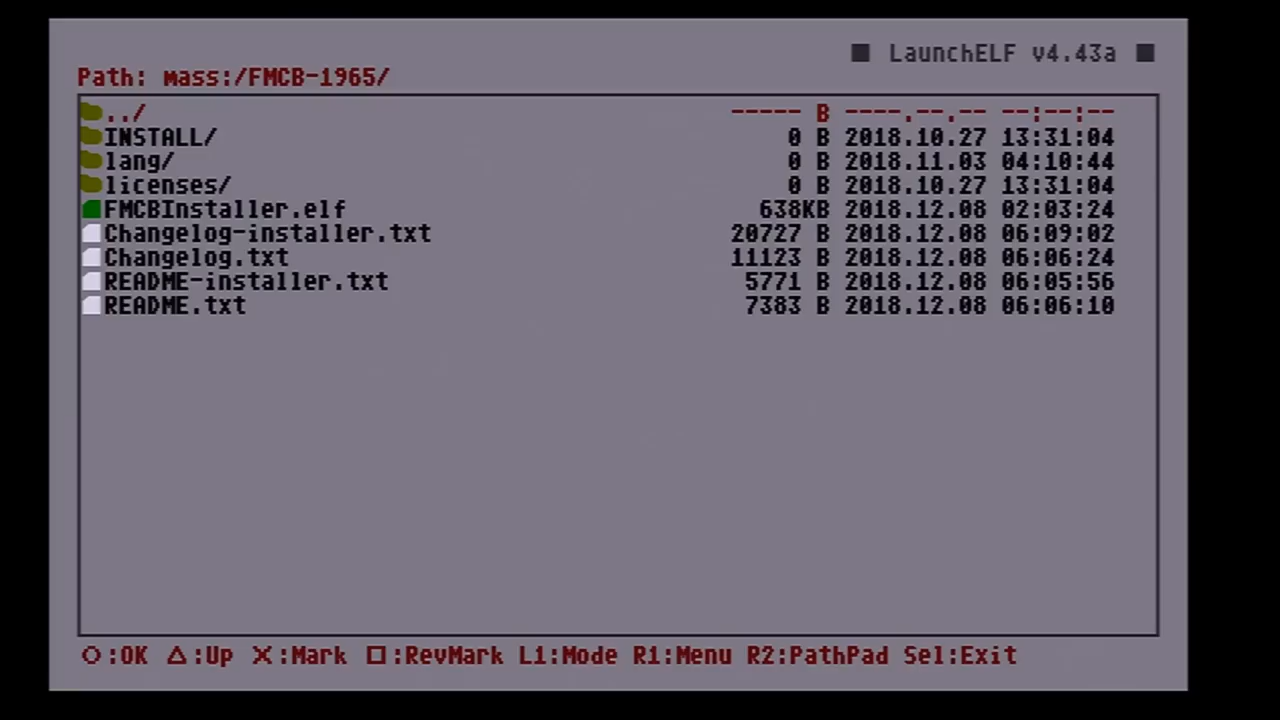 LaunchELF v4.43a
Path: mass:/FMCB-1965/
../ ----- B ----.--.-- --:--:--
INSTALL/ 0 B 2018.10.27 13:31:04
lang/ 0 B 2018.11.03 04:10:44
licenses/ 0 B 2018.10.27 13:31:04
FMCBInstaller.elf 638KB 2018.12.08 02:03:24
Changelog-installer.txt 20727 B 2018.12.08 06:09:02
Changelog.txt 11123 B 2018.12.08 06:06:24
README-installer.txt 5771 B 2018.12.08 06:05:56
README.txt 7383 B 2018.12.08 06:06:10
O:OK △:Up X:Mark □:RevMark L1:Mode R1:Menu R2:PathPad Sel:Exit